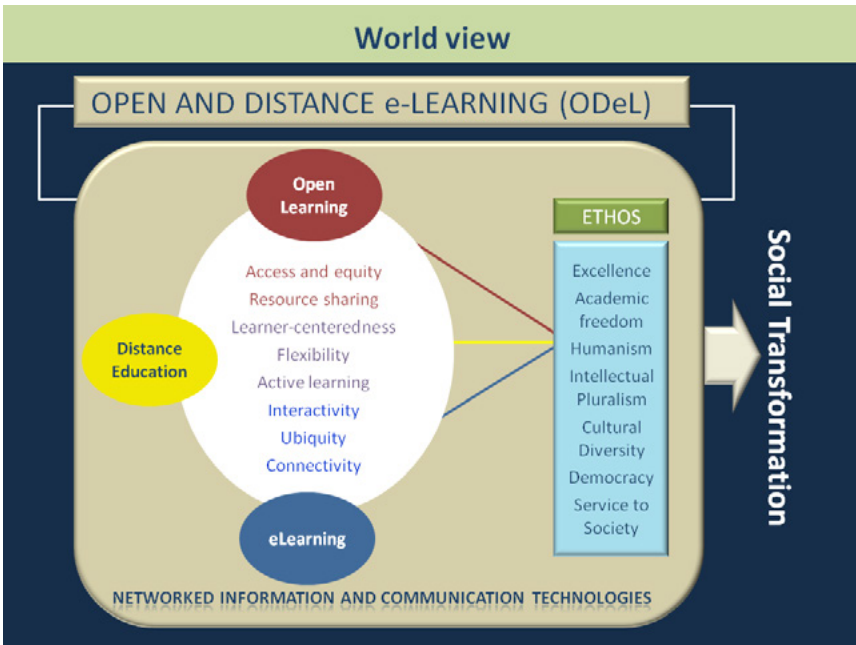 World view
OPEN AND DISTANCE e-LEARNING (ODeL)
Open
Learning
Access and equity
Resource sharing
Learner-centeredness
Flexibility
Active learning
Interactivity
Ubiquity
Connectivity
Distance
Education
eLearning
ETHOS
Excellence
Academic
freedom
Humanism
Intellectual
Pluralism
Cultural
Diversity
Democracy
Service to
Society
NETWORKED INFORMATION AND COMMUNICATION TECHNOLOGIES
Social Transformation